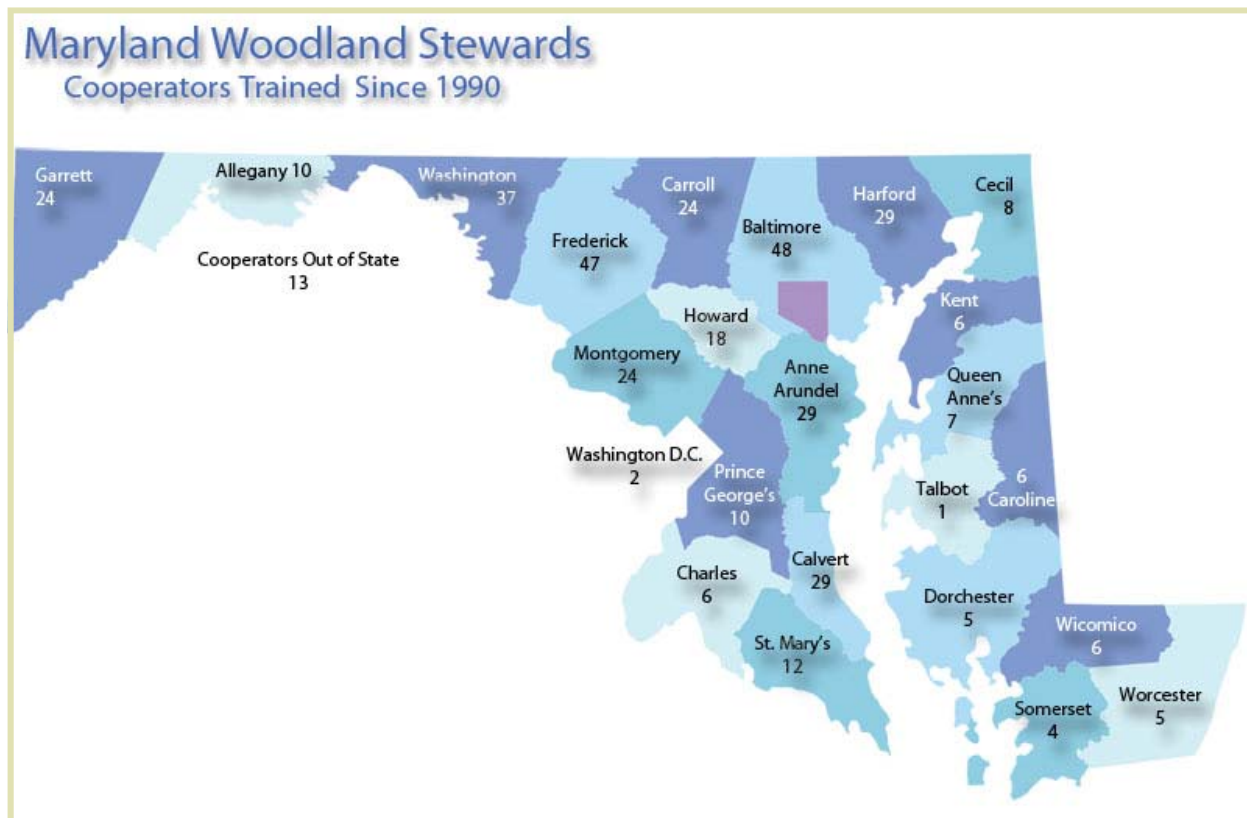 Maryland Woodland Stewards
Cooperators Trained Since 1990
Garrett
24
Allegany 10
Washington
37
Frederick
47
Carroll
24
Baltimore
48
Harford
29
Cecil
8
Cooperators Out of State
13
Howard
18
Kent
6
Montgomery
24
Anne
Arundel
29
Queen
Anne's
7
Washington D.C.
2
Prince
George's
10
Talbot
1
6
Caroline
Charles
6
Calvert
29
Dorchester
5
Wicomico
6
St. Mary's
12
Somerset
4
Worcester
5